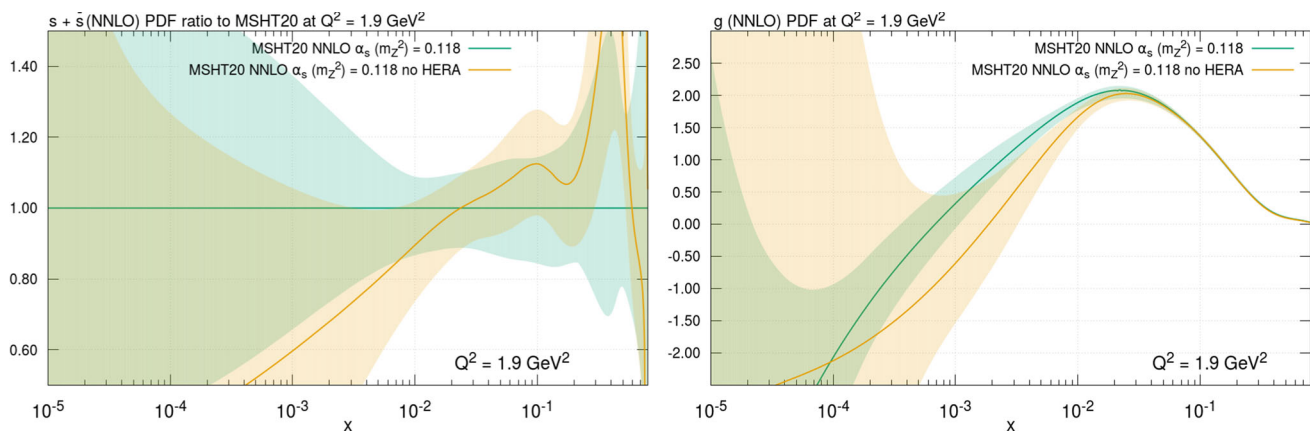 s + s̄ (NNLO) PDF ratio to MSHT20 at Q² = 1.9 GeV²
MSHT20 NNLO αs (mZ²) = 0.118
MSHT20 NNLO αs (mZ²) = 0.118 no HERA
1.40
1.20
1.00
0.80
0.60
Q² = 1.9 GeV²
10⁻⁵
10⁻⁴
10⁻³
10⁻²
10⁻¹
x
g (NNLO) PDF at Q² = 1.9 GeV²
MSHT20 NNLO αs (mZ²) = 0.118
MSHT20 NNLO αs (mZ²) = 0.118 no HERA
2.50
2.00
1.50
1.00
0.50
0.00
-0.50
-1.00
-1.50
-2.00
Q² = 1.9 GeV²
10⁻⁵
10⁻⁴
10⁻³
10⁻²
10⁻¹
x